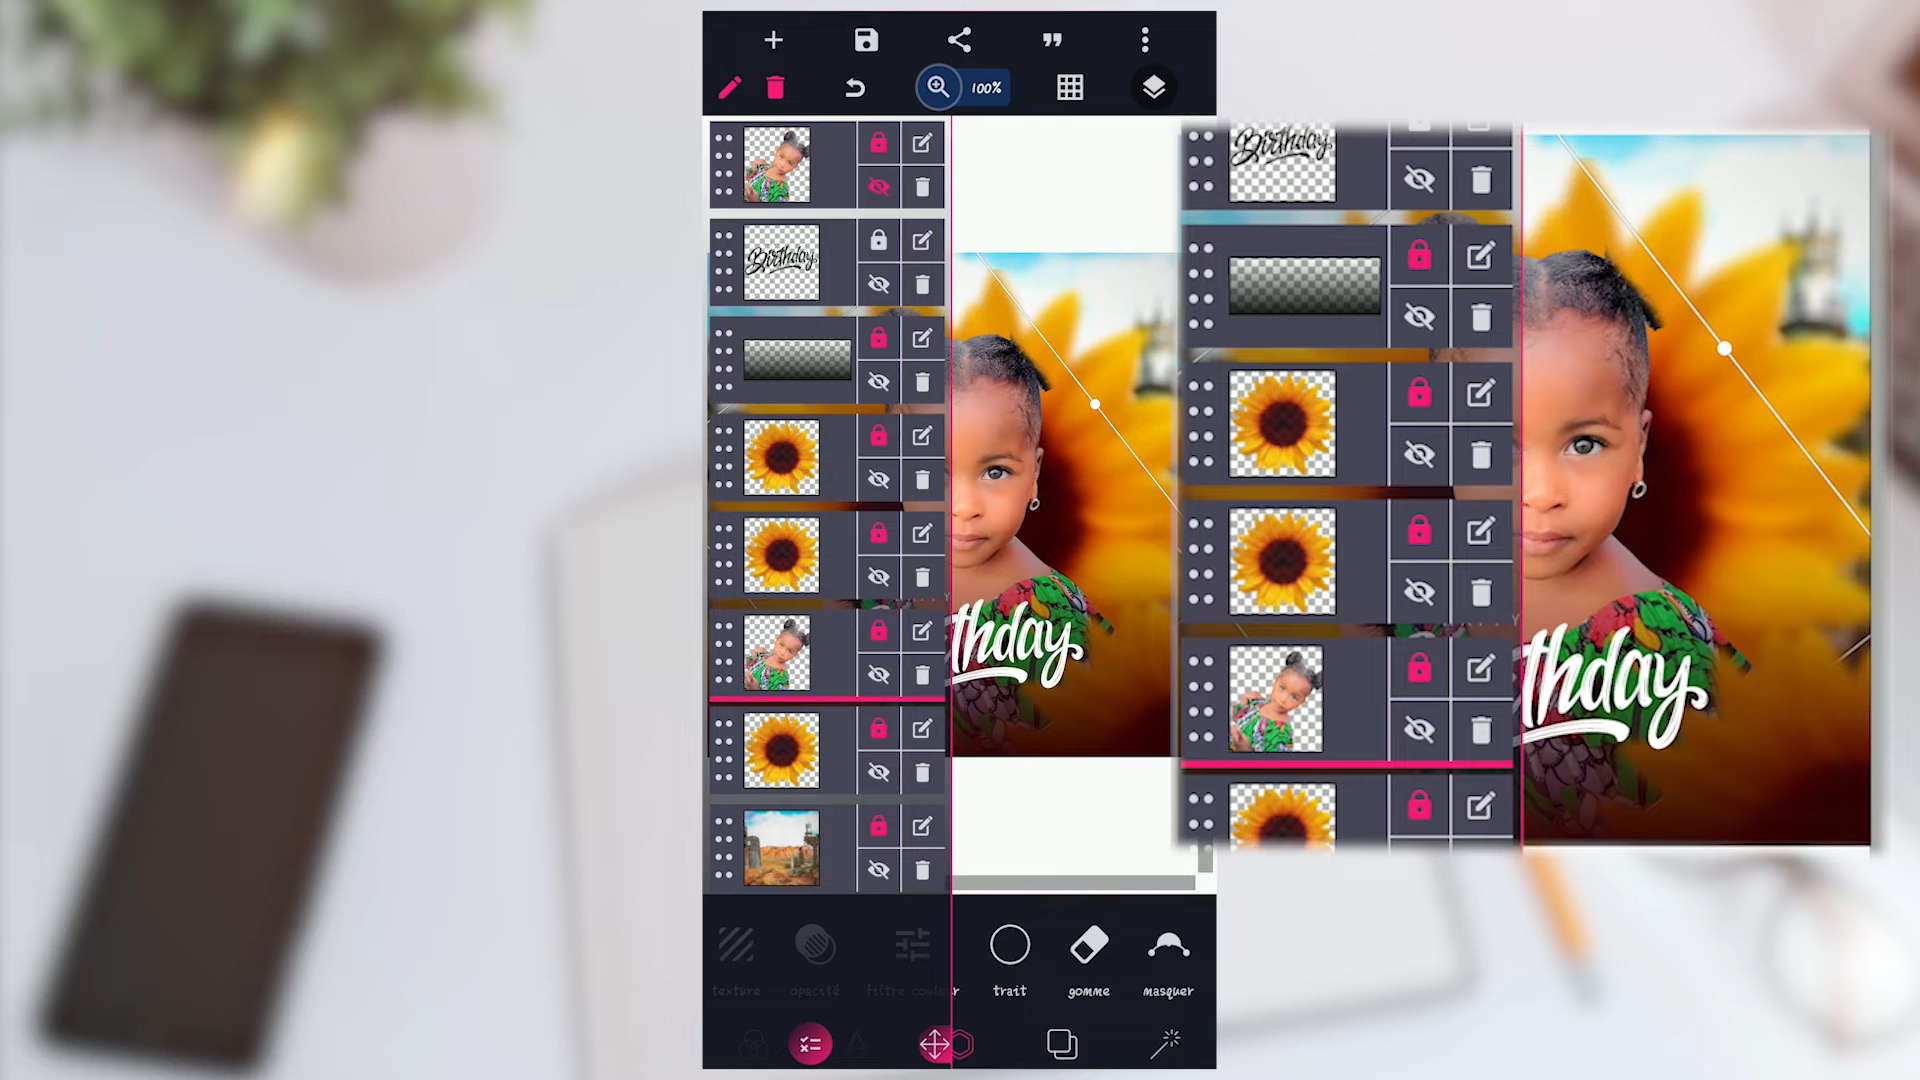 100%
Birthday
Birthday
thday
thday
texture
opacité
Filtre couleur
trait
gomme
masquer